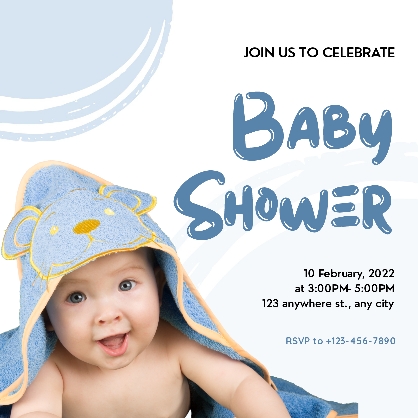 JOIN US TO CELEBRATE
BABY
SHOWER
10 February, 2022
at 3:00PM- 5:00PM
123 anywhere st., any city
RSVP to +123-456-7890